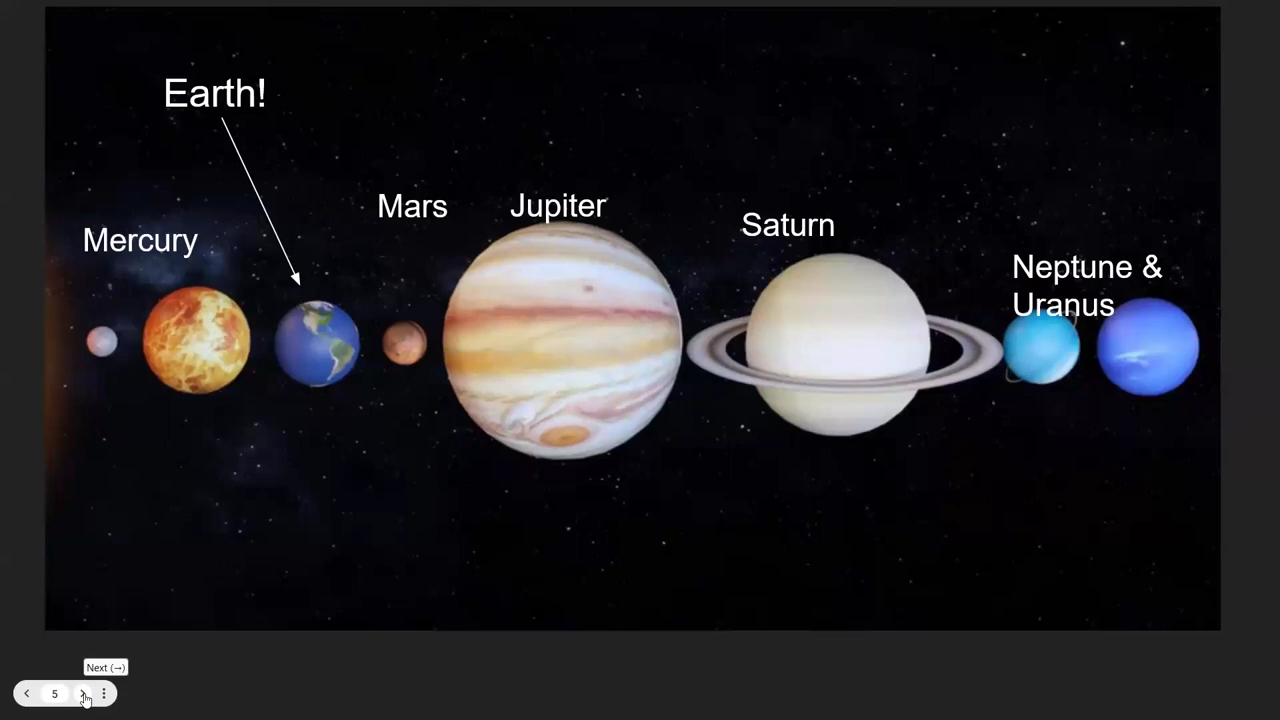 Earth!
Mars
Jupiter
Saturn
Mercury
Neptune &
Uranus
Next (→)
5